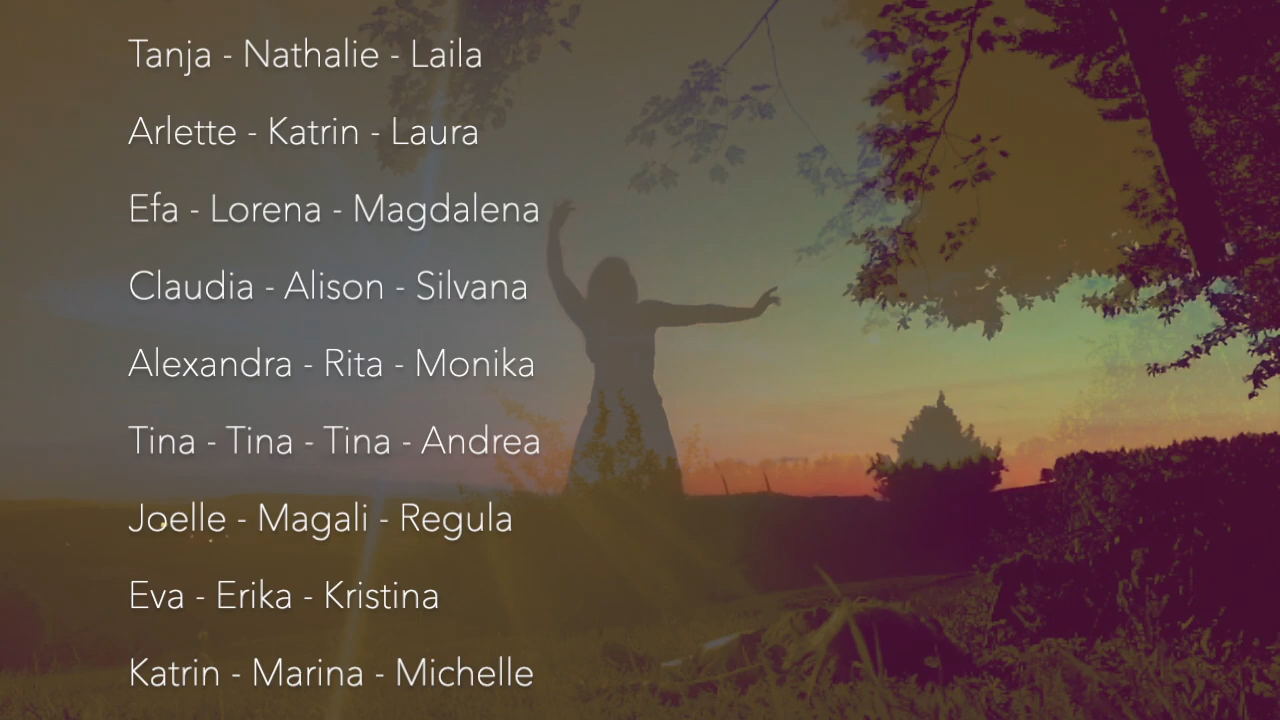 Tanja - Nathalie - Laila
Arlette - Katrin - Laura
Efa - Lorena - Magdalena
Claudia - Alison - Silvana
Alexandra - Rita - Monika
Tina - Tina - Tina - Andrea
Joelle - Magali - Regula
Eva - Erika - Kristina
Katrin - Marina - Michelle